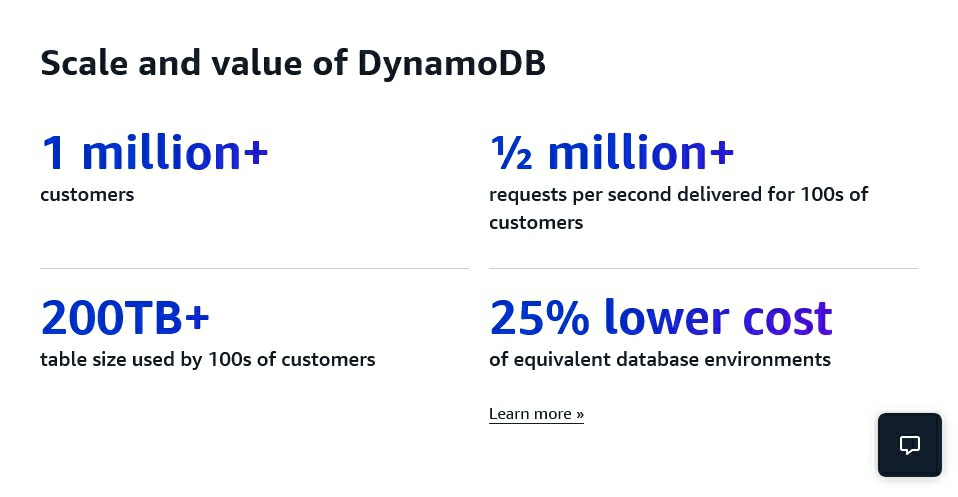 Scale and value of DynamoDB
1 million+
customers
½ million+
requests per second delivered for 100s of
customers
200TB+
table size used by 100s of customers
25% lower cost
of equivalent database environments
Learn more »